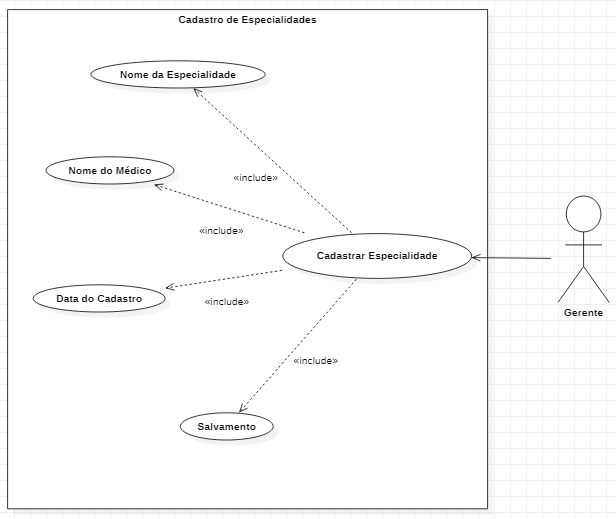 Cadastro de Especialidades
Nome da Especialidade
Nome do Médico
«include»
«include»
Cadastrar Especialidade
Data do Cadastro
«include»
Gerente
«include»
Salvamento